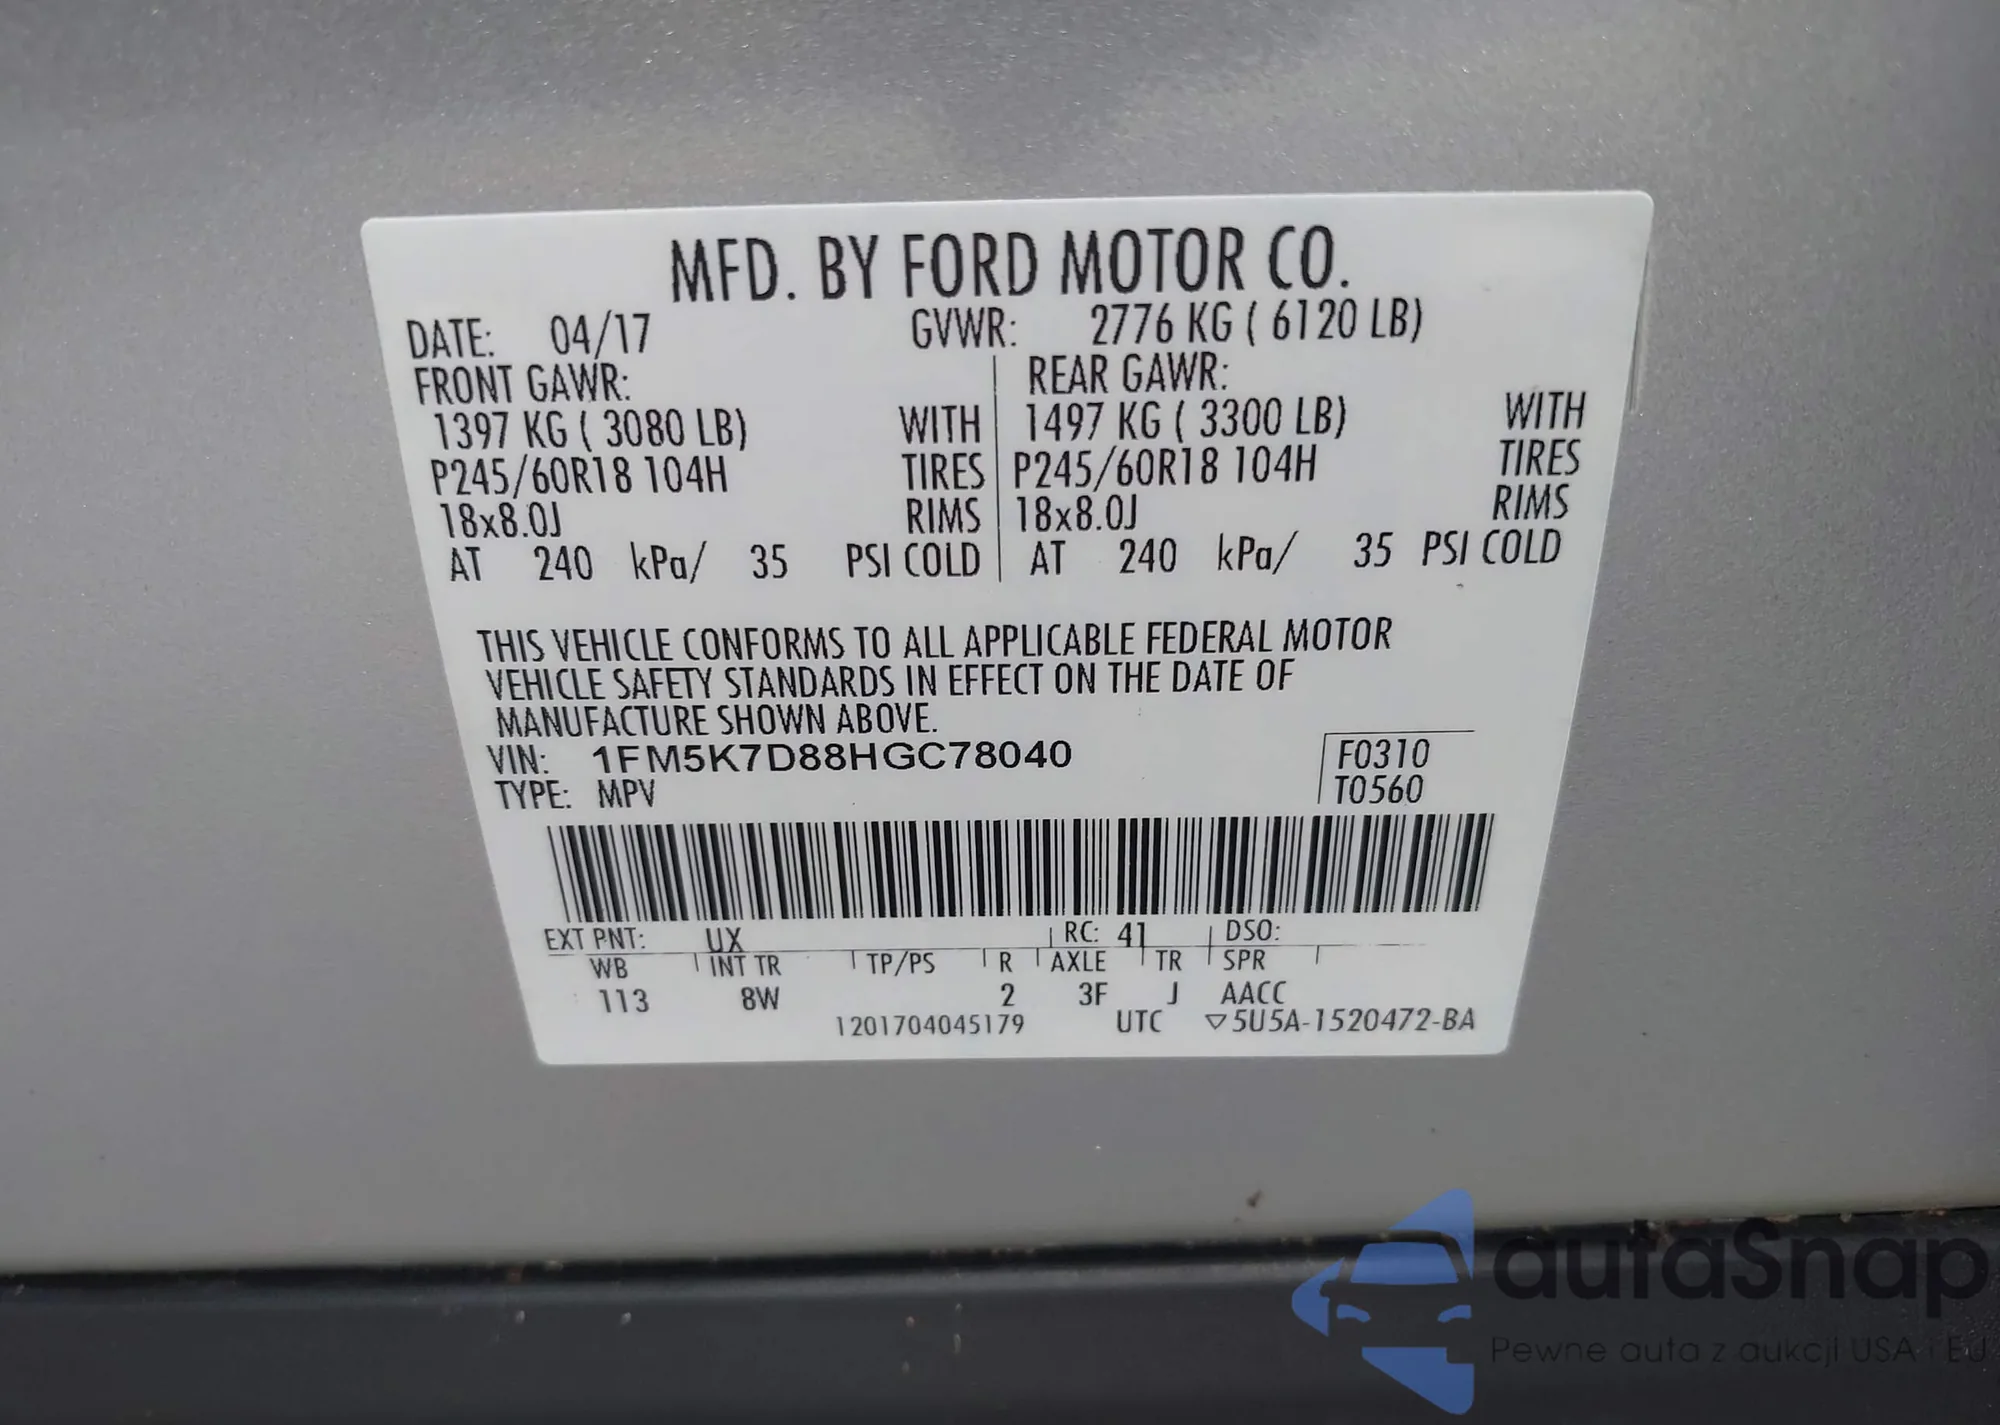 MFD. BY FORD MOTOR CO.
DATE: 04/17 GVWR: 2776 KG ( 6120 LB)
FRONT GAWR: REAR GAWR:
1397 KG ( 3080 LB) WITH 1497 KG ( 3300 LB) WITH
P245/60R18 104H TIRES P245/60R18 104H TIRES
18x8.0J RIMS 18x8.0J RIMS
AT 240 kPa/ 35 PSI COLD AT 240 kPa/ 35 PSI COLD
THIS VEHICLE CONFORMS TO ALL APPLICABLE FEDERAL MOTOR
VEHICLE SAFETY STANDARDS IN EFFECT ON THE DATE OF
MANUFACTURE SHOWN ABOVE.
VIN: 1FM5K7D88HGC78040 F0310
TYPE: MPV T0560
EXT PNT: UX RC: 41 DSO:
WB INT TR TP/PS R AXLE TR SPR
113 8W 2 3F J AACC
1201704045179 UTC ▽5U5A-1520472-BA
autaSnap
Pewne auta z aukcji USA i EU